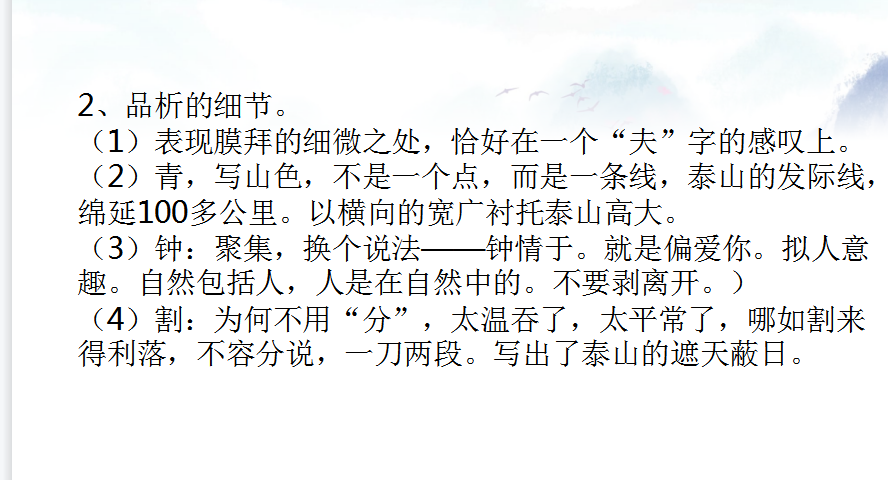 2、品析的细节。
（1）表现膜拜的细微之处，恰好在一个“夫”字的感叹上。
（2）青，写山色，不是一个点，而是一条线，泰山的发际线，
绵延100多公里。以横向的宽广衬托泰山高大。
（3）钟：聚集，换个说法——钟情于。就是偏爱你。拟人意
趣。自然包括人，人是在自然中的。不要剥离开。）
（4）割：为何不用“分”，太温吞了，太平常了，哪如割来
得利落，不容分说，一刀两段。写出了泰山的遮天蔽日。